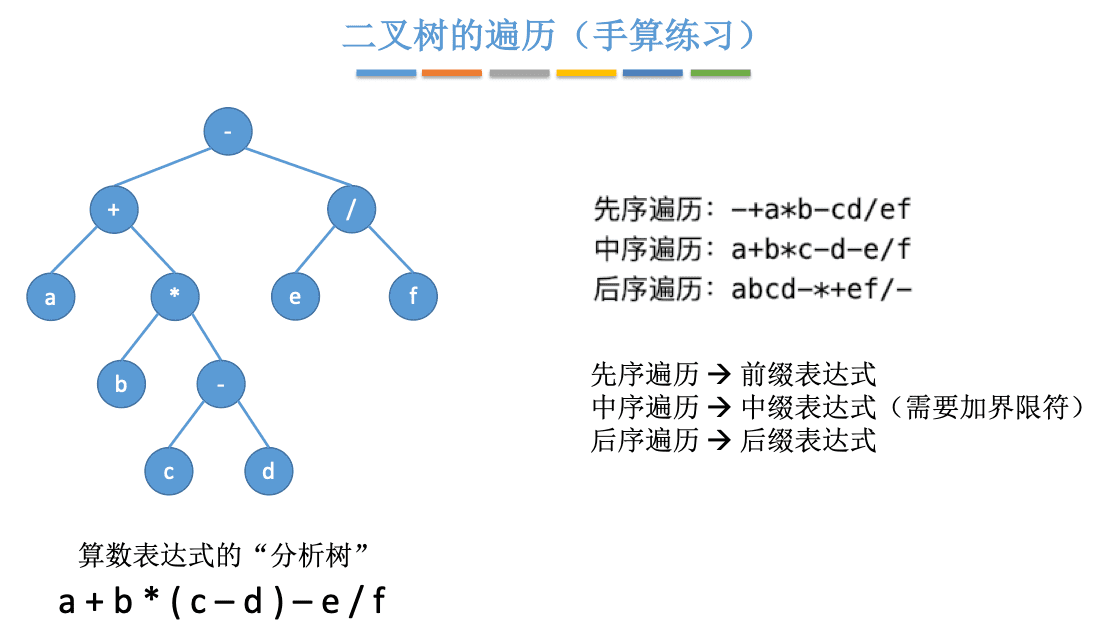 二叉树的遍历（手算练习）
-
+
/
a
*
e
f
b
-
c
d
先序遍历：-+a*b-cd/ef
中序遍历：a+b*c-d-e/f
后序遍历：abcd-*+ef/-
先序遍历 → 前缀表达式
中序遍历 → 中缀表达式（需要加界限符）
后序遍历 → 后缀表达式
算数表达式的“分析树”
a + b * ( c – d ) – e / f